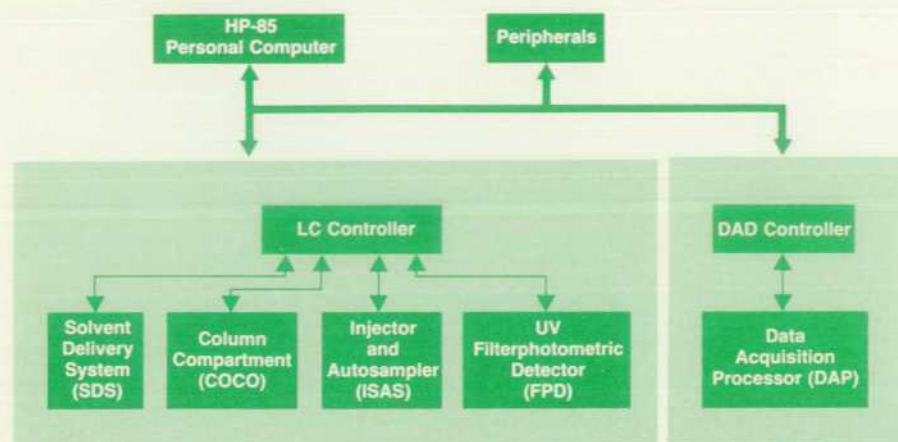 HP-85
Personal Computer
Peripherals
LC Controller
DAD Controller
Solvent
Delivery
System
(SDS)
Column
Compartment
(COCO)
Injector
and
Autosampler
(ISAS)
UV
Filterphotometric
Detector
(FPD)
Data
Acquisition
Processor (DAP)